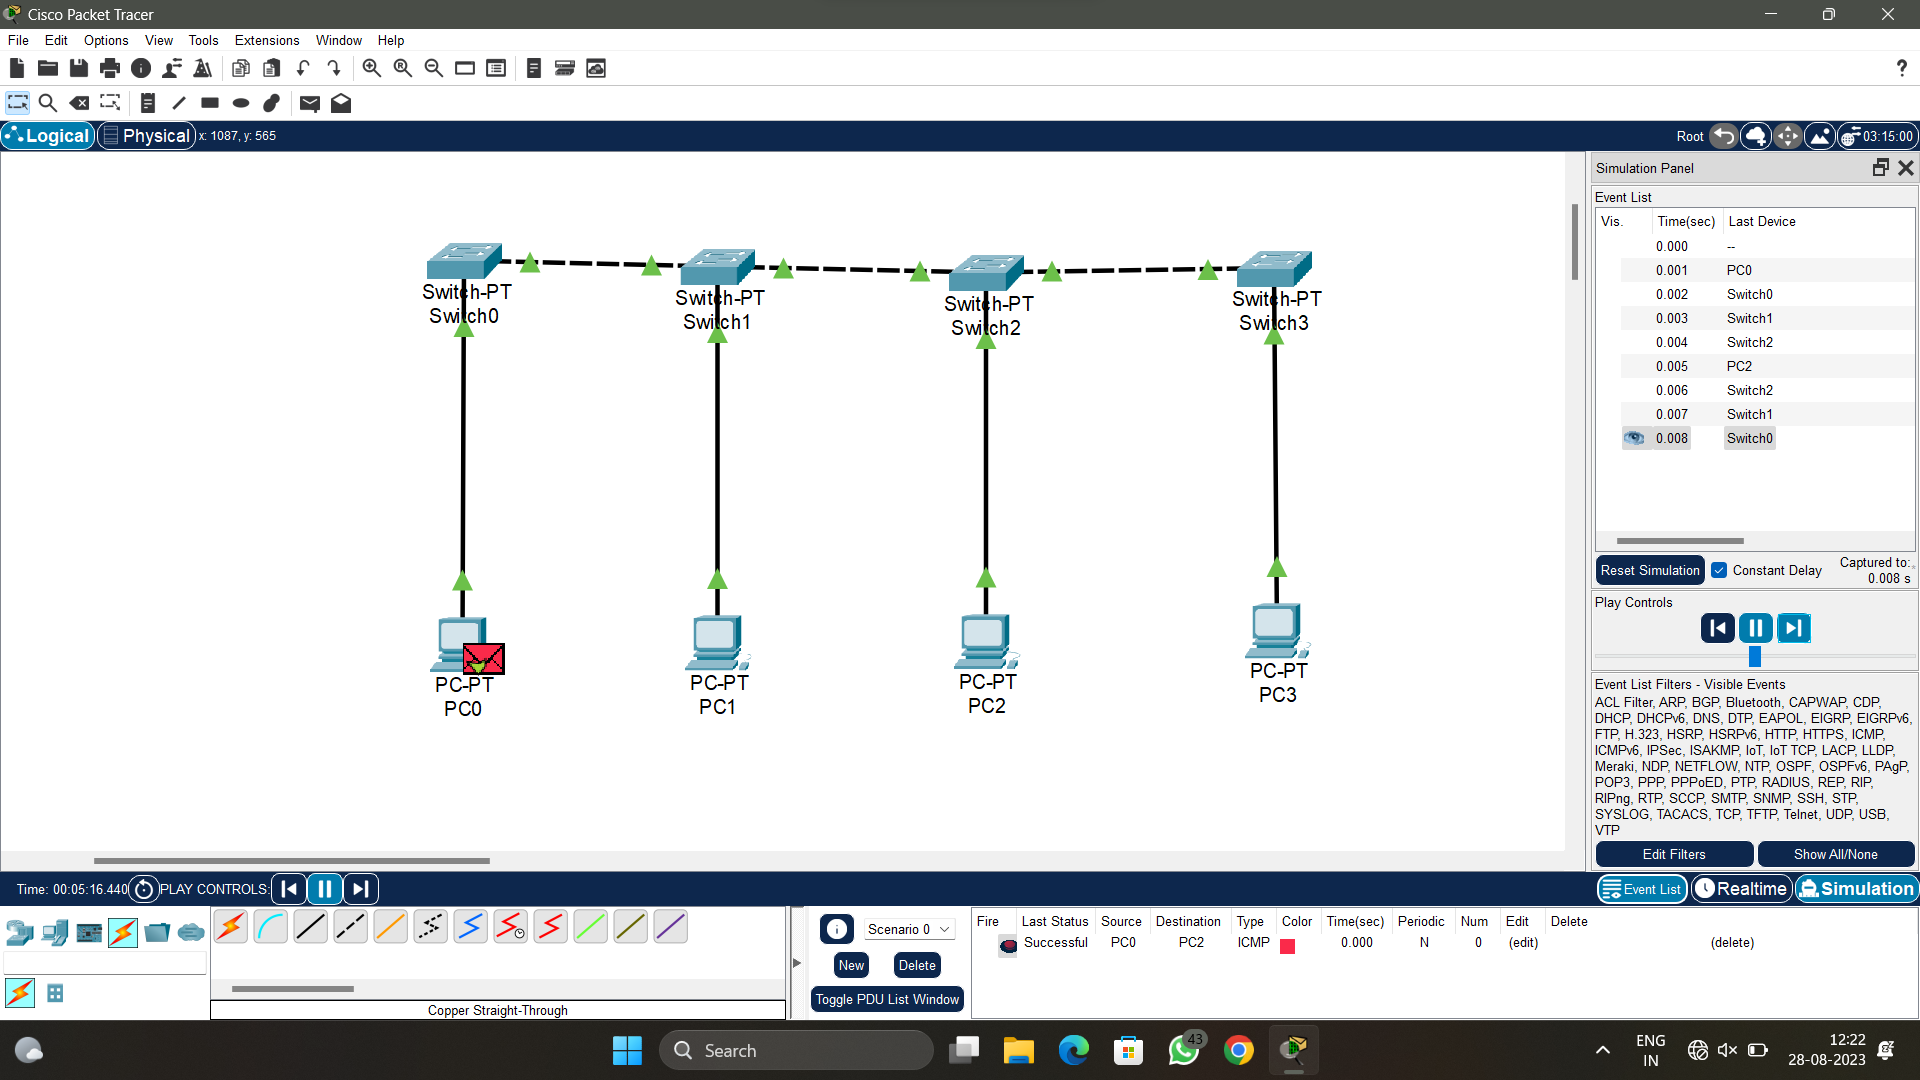 Cisco Packet Tracer
File Edit Options View Tools Extensions Window Help
?
Logical Physical x: 1087, y: 565
Root 03:15:00
Switch-PT
Switch0
Switch-PT
Switch1
Switch-PT
Switch2
Switch-PT
Switch3
PC-PT
PC0
PC-PT
PC1
PC-PT
PC2
PC-PT
PC3
Simulation Panel
Event List
Vis. Time(sec) Last Device
0.000 --
0.001 PC0
0.002 Switch0
0.003 Switch1
0.004 Switch2
0.005 PC2
0.006 Switch2
0.007 Switch1
0.008 Switch0
Reset Simulation Constant Delay Captured to:
0.008 s
Play Controls
Event List Filters - Visible Events
ACL Filter, ARP, BGP, Bluetooth, CAPWAP, CDP,
DHCP, DHCPv6, DNS, DTP, EAPOL, EIGRP, EIGRPv6,
FTP, H.323, HSRP, HSRPv6, HTTP, HTTPS, ICMP,
ICMPv6, IPSec, ISAKMP, IoT, IoT TCP, LACP, LLDP,
Meraki, NDP, NETFLOW, NTP, OSPF, OSPFv6, PAgP,
POP3, PPP, PPPoED, PTP, RADIUS, REP, RIP,
RIPng, RTP, SCCP, SMTP, SNMP, SSH, STP,
SYSLOG, TACACS, TCP, TFTP, Telnet, UDP, USB,
VTP
Edit Filters Show All/None
Time: 00:05:16.440 PLAY CONTROLS:
Event List Realtime Simulation
Copper Straight-Through
Scenario 0
New Delete
Toggle PDU List Window
Fire Last Status Source Destination Type Color Time(sec) Periodic Num Edit Delete
Successful PC0 PC2 ICMP 0.000 N 0 (edit) (delete)
Search
43
ENG
IN
12:22
28-08-2023